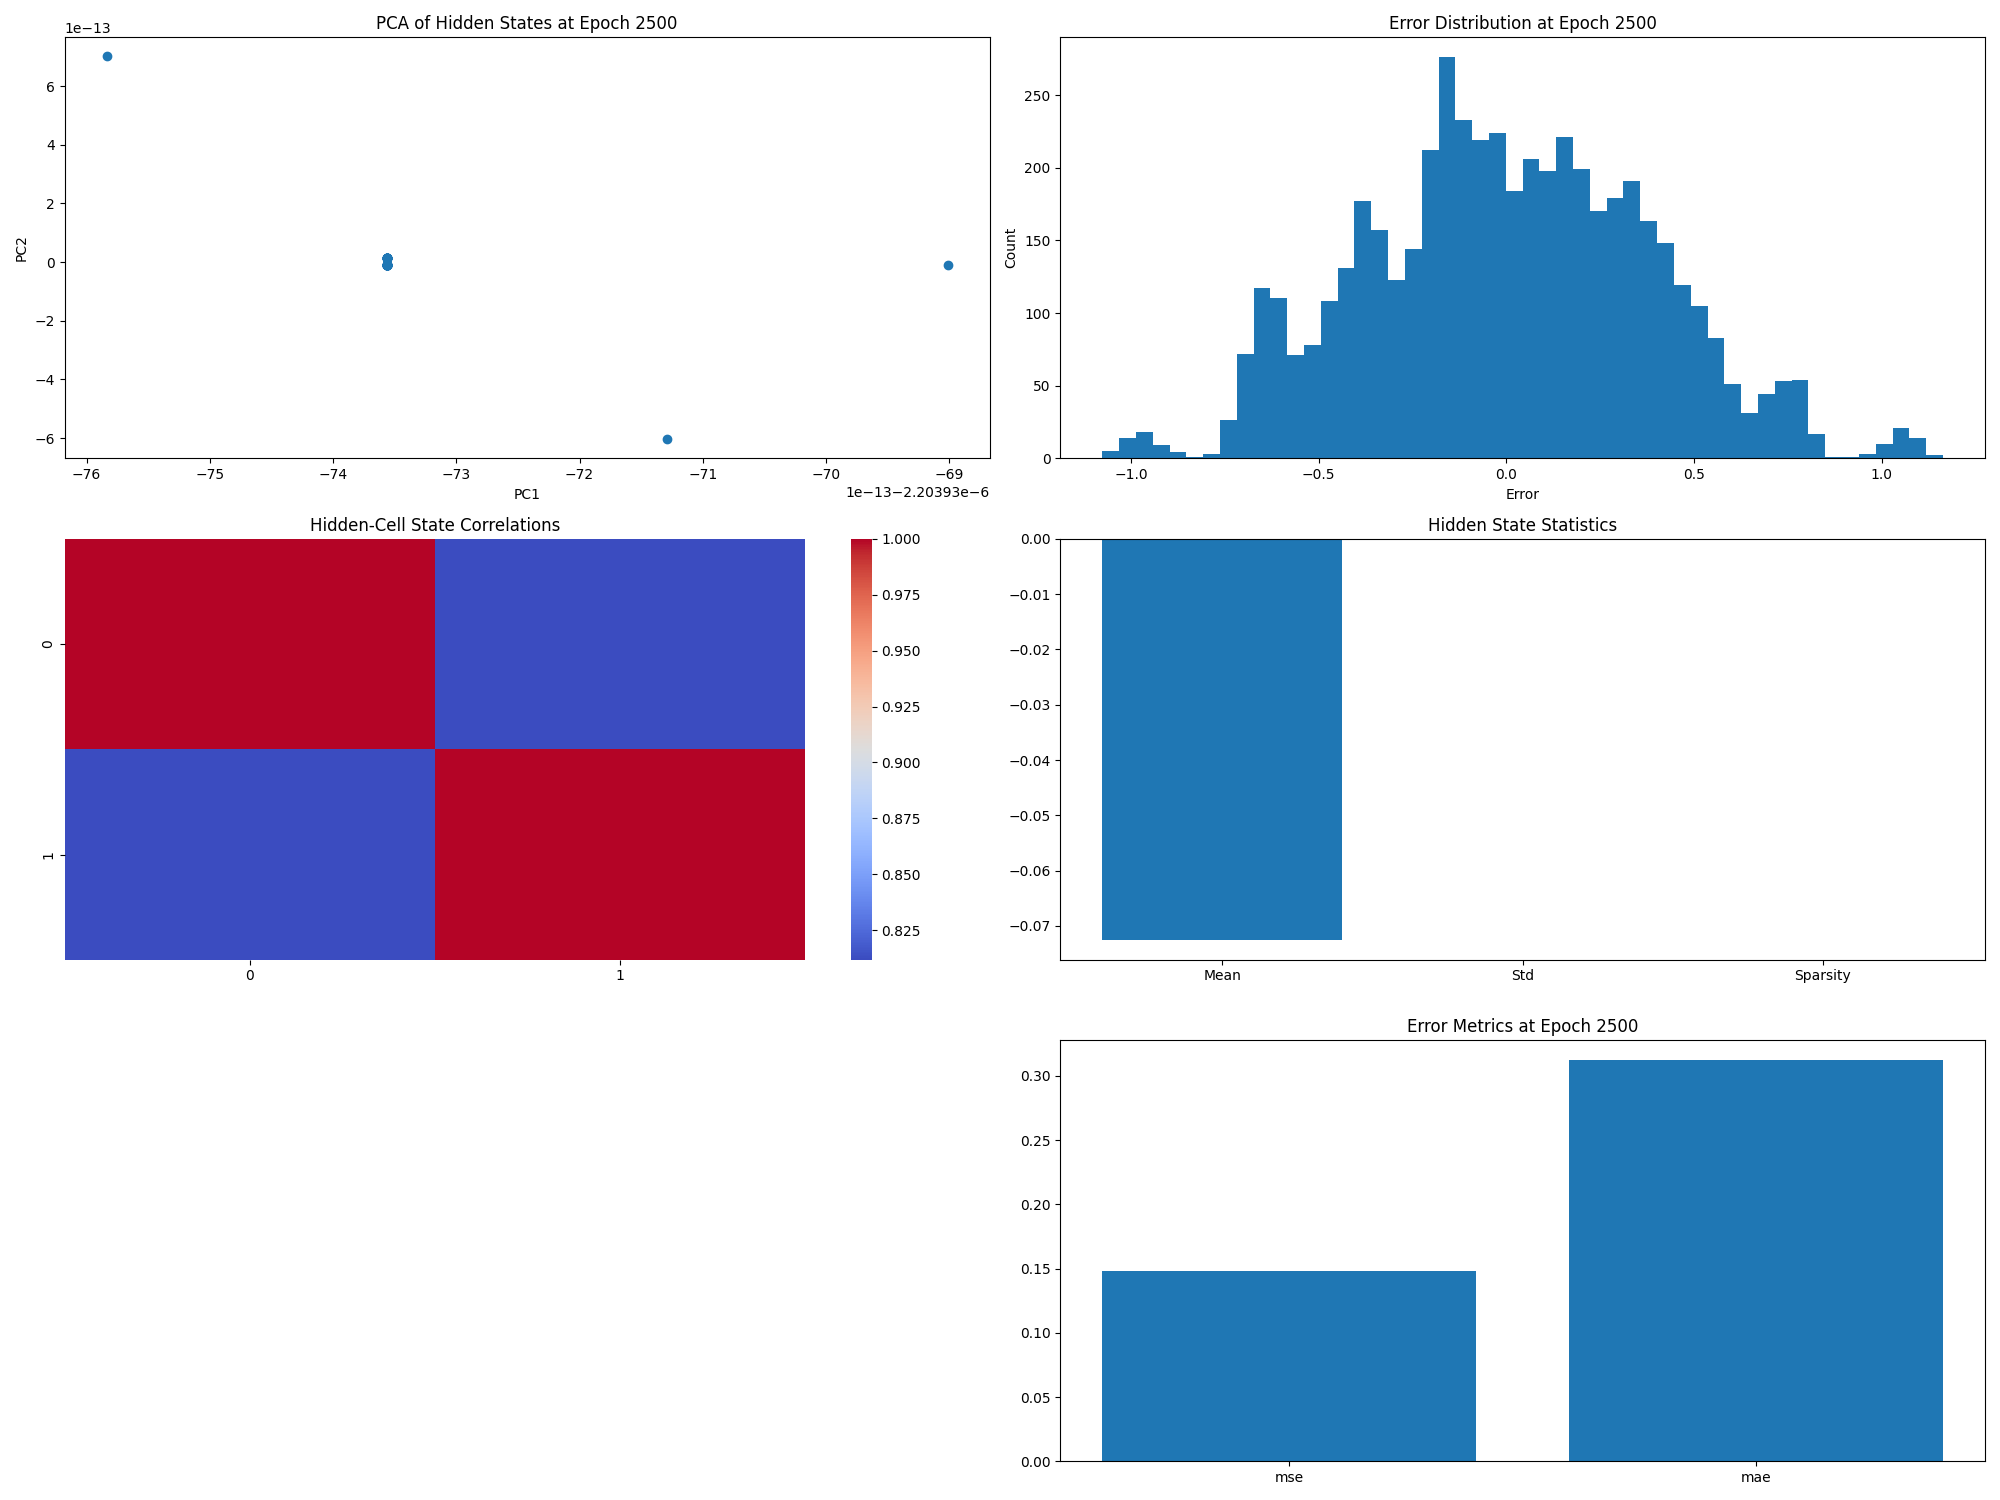 PCA of Hidden States at Epoch 2500
1e−13
6
4
2
0
−2
−4
−6
PC2
−76 −75 −74 −73 −72 −71 −70 −69
PC1
1e−13−2.20393e−6
Error Distribution at Epoch 2500
250
200
150
100
50
0
Count
−1.0 −0.5 0.0 0.5 1.0
Error
Hidden-Cell State Correlations
0
1
0 1
1.000
0.975
0.950
0.925
0.900
0.875
0.850
0.825
Hidden State Statistics
0.00
−0.01
−0.02
−0.03
−0.04
−0.05
−0.06
−0.07
Mean Std Sparsity
Error Metrics at Epoch 2500
0.30
0.25
0.20
0.15
0.10
0.05
0.00
mse mae